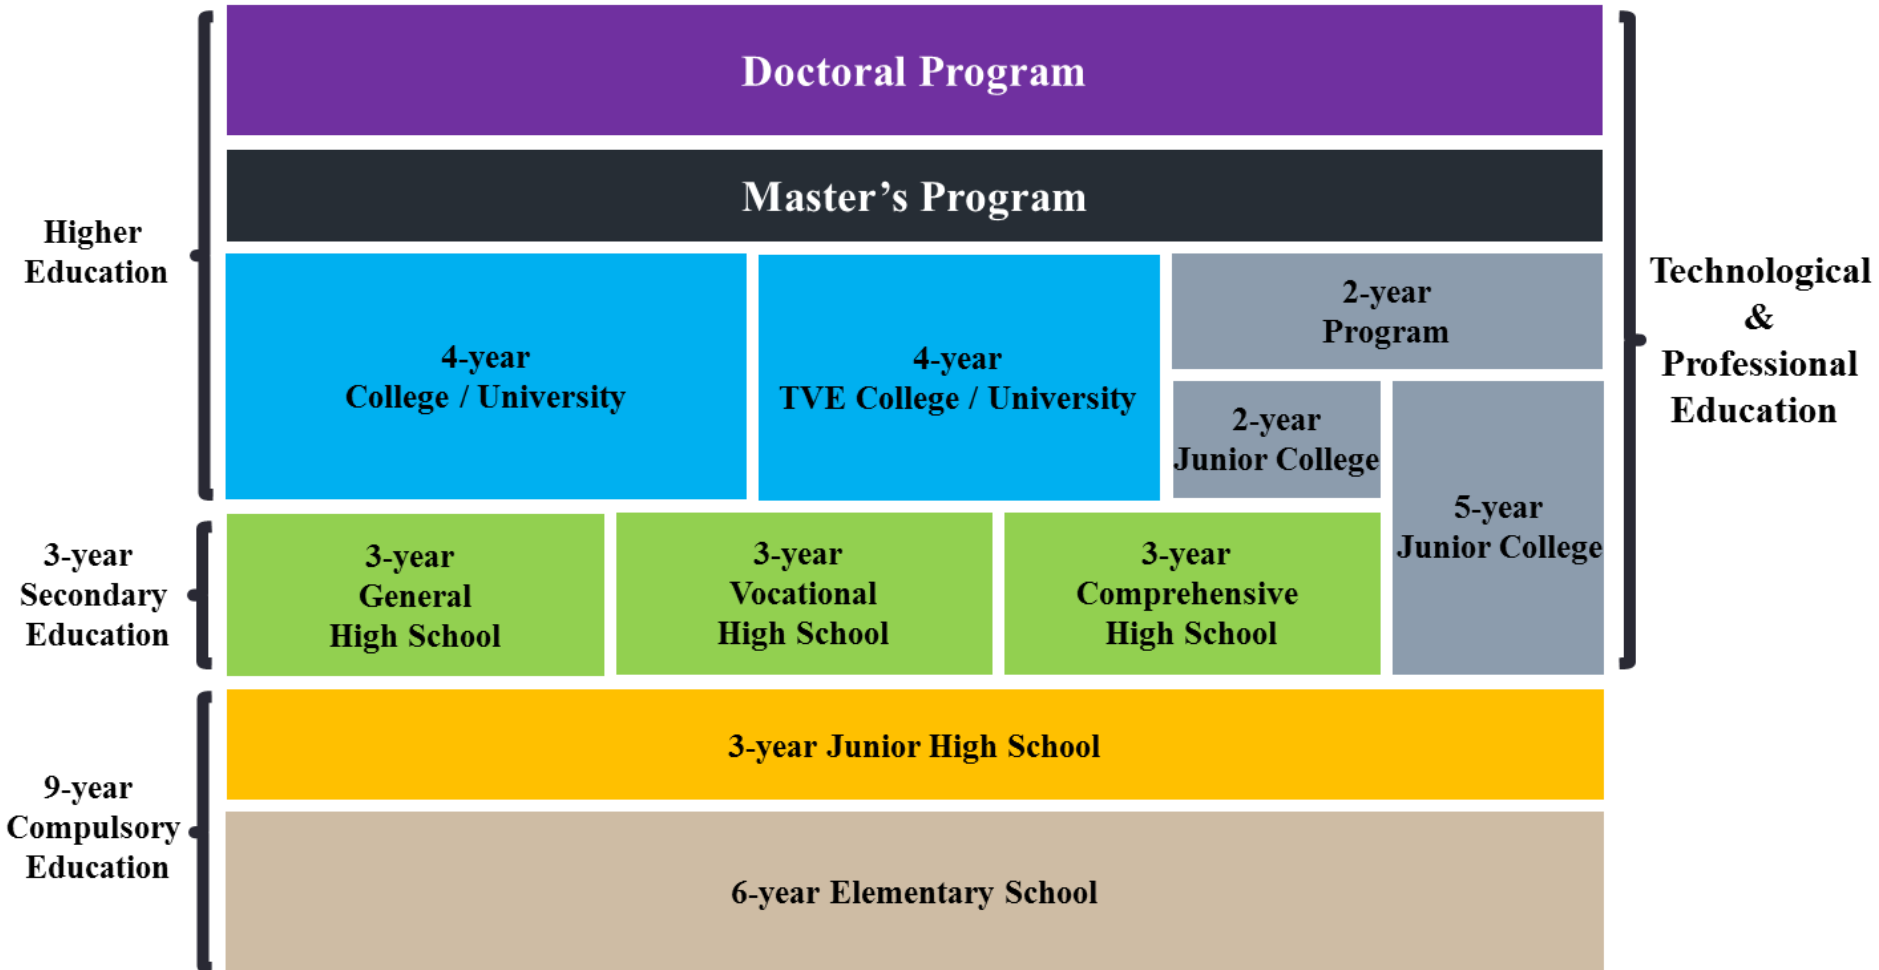 Doctoral Program
Master's Program
Higher
Education
4-year
College / University
4-year
TVE College / University
2-year
Program
2-year
Junior College
5-year
Junior College
Technological
&
Professional
Education
3-year
Secondary
Education
3-year
General
High School
3-year
Vocational
High School
3-year
Comprehensive
High School
9-year
Compulsory
Education
3-year Junior High School
6-year Elementary School